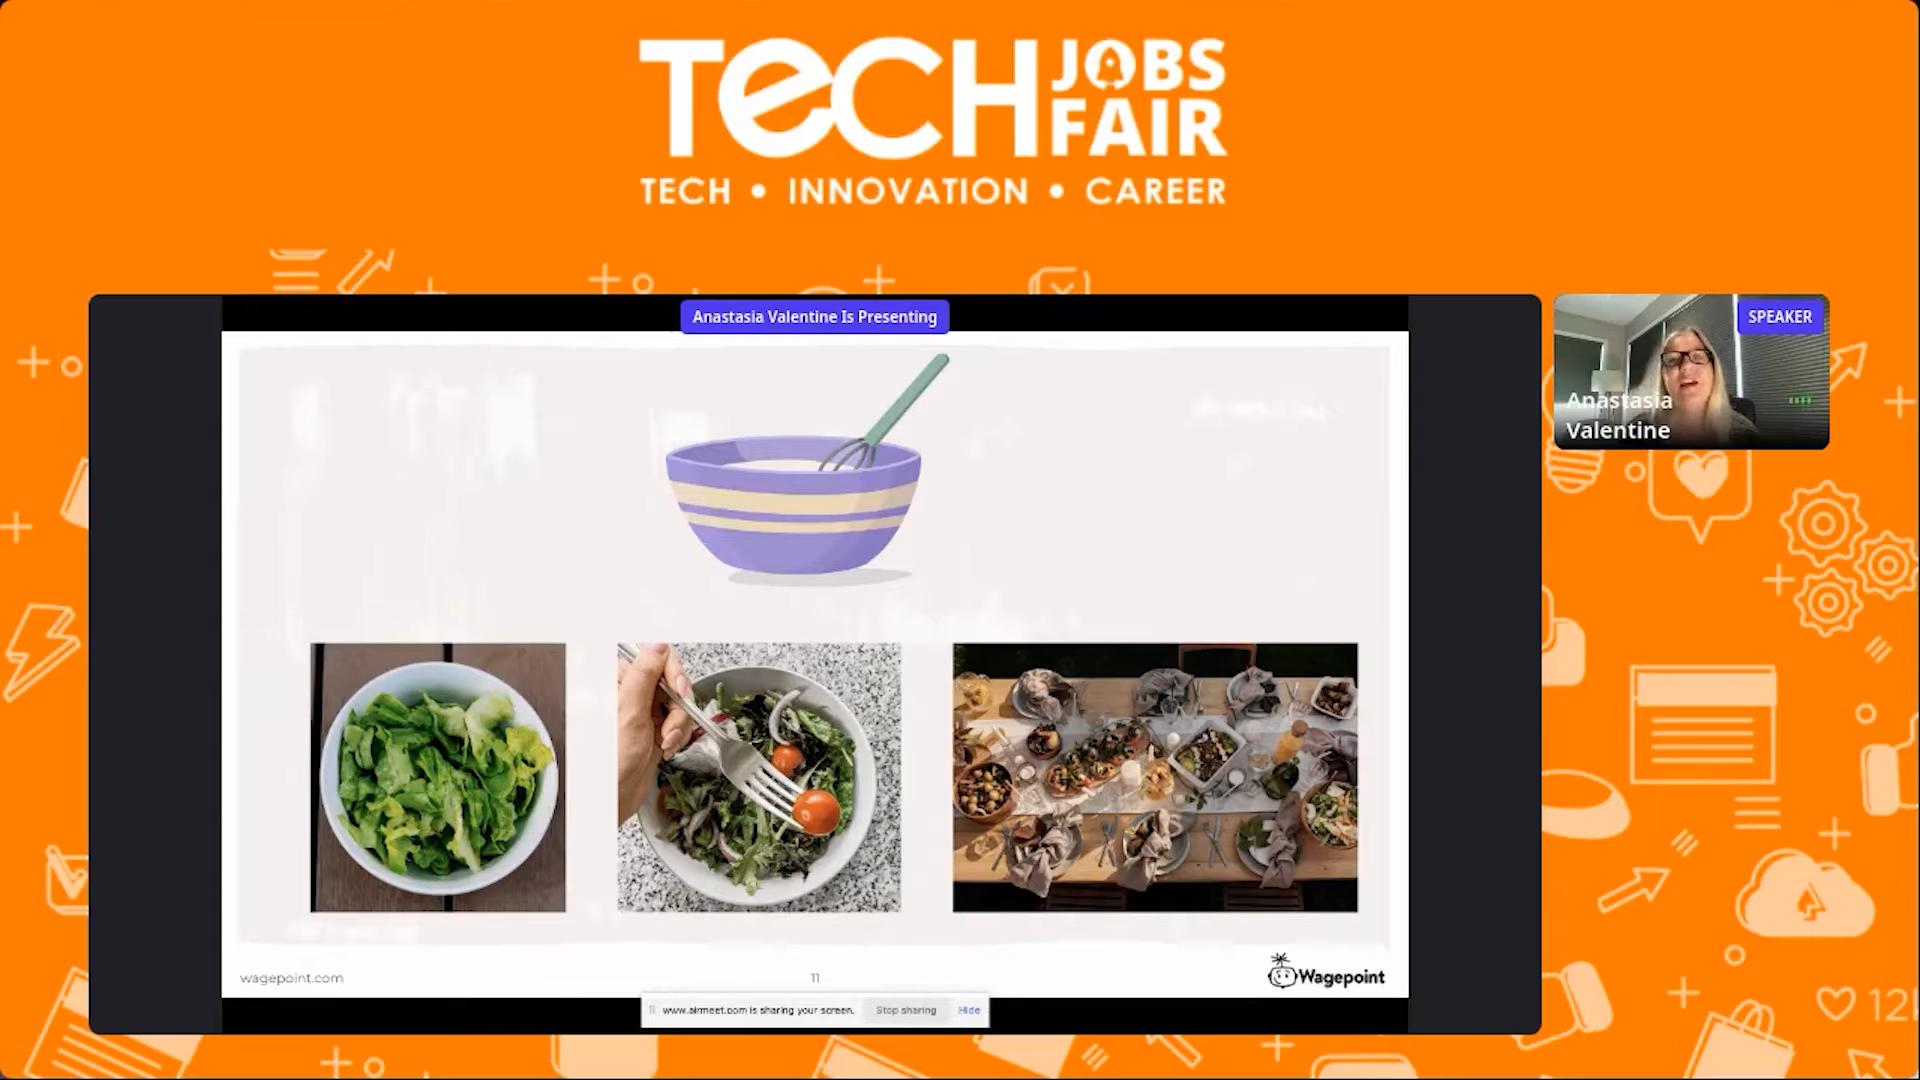 TECH JOBS
FAIR
TECH • INNOVATION • CAREER
Anastasia Valentine Is Presenting
SPEAKER
Anastasia
Valentine
wagepoint.com
11
Wagepoint
www.airmeet.com is sharing your screen.
Stop sharing
Hide